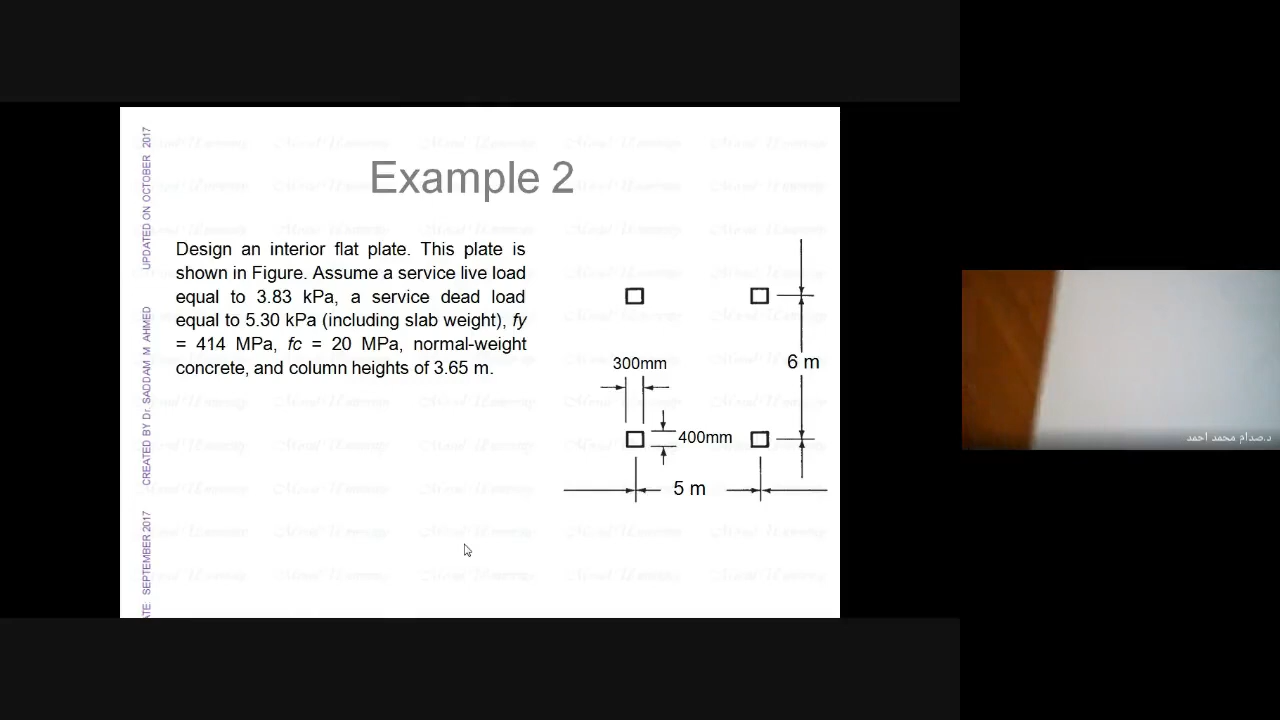 Example 2
Design an interior flat plate. This plate is
shown in Figure. Assume a service live load
equal to 3.83 kPa, a service dead load
equal to 5.30 kPa (including slab weight), fy
= 414 MPa, fc = 20 MPa, normal-weight
concrete, and column heights of 3.65 m.
300mm
6 m
400mm
5 m
UPDATED ON OCTOBER 2017
CREATED BY Dr. SADDAM M. AHMED
SEPTEMBER 2017
د.صدام محمد احمد